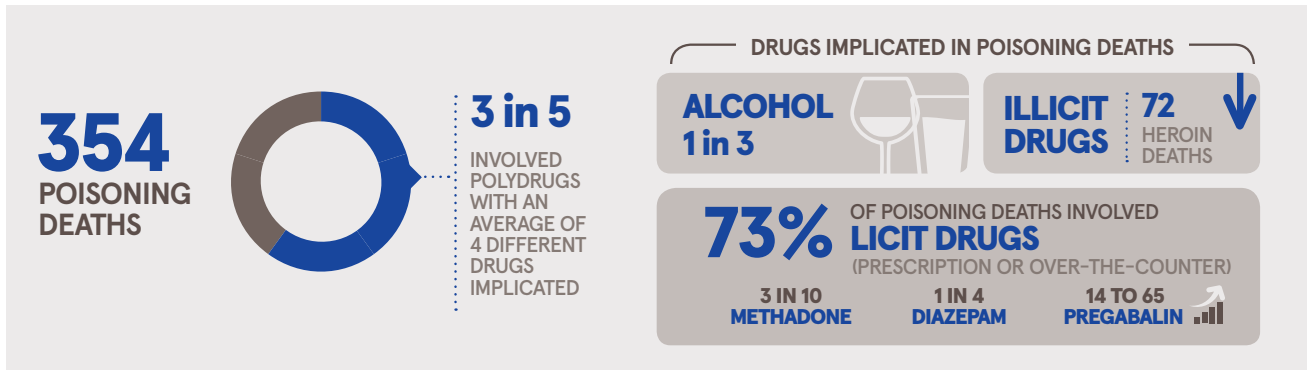 354
POISONING
DEATHS
3 in 5
INVOLVED
POLYDRUGS
WITH AN
AVERAGE OF
4 DIFFERENT
DRUGS
IMPLICATED
DRUGS IMPLICATED IN POISONING DEATHS
ALCOHOL
1 in 3
ILLICIT
DRUGS
72
HEROIN
DEATHS
73%
OF POISONING DEATHS INVOLVED
LICIT DRUGS
(PRESCRIPTION OR OVER-THE-COUNTER)
3 IN 10
METHADONE
1 IN 4
DIAZEPAM
14 TO 65
PREGABALIN